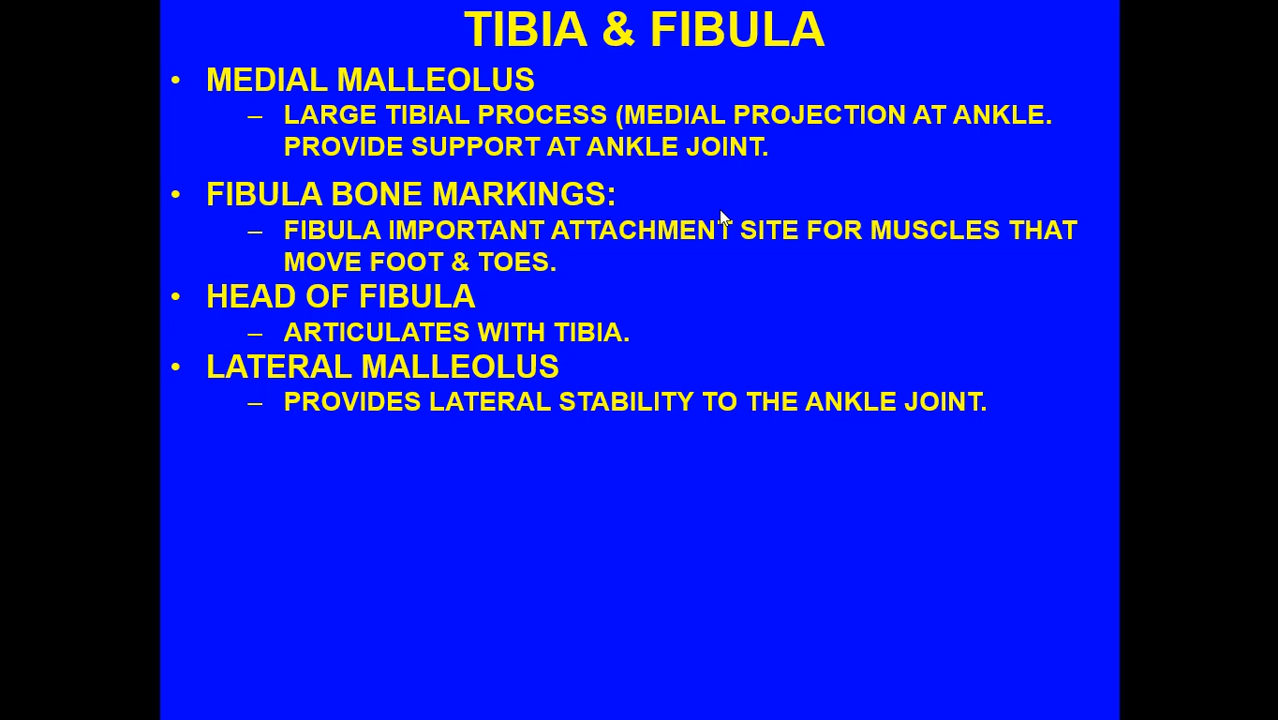 TIBIA & FIBULA
• MEDIAL MALLEOLUS
– LARGE TIBIAL PROCESS (MEDIAL PROJECTION AT ANKLE.
PROVIDE SUPPORT AT ANKLE JOINT.
• FIBULA BONE MARKINGS:
– FIBULA IMPORTANT ATTACHMENT SITE FOR MUSCLES THAT
MOVE FOOT & TOES.
• HEAD OF FIBULA
– ARTICULATES WITH TIBIA.
• LATERAL MALLEOLUS
– PROVIDES LATERAL STABILITY TO THE ANKLE JOINT.